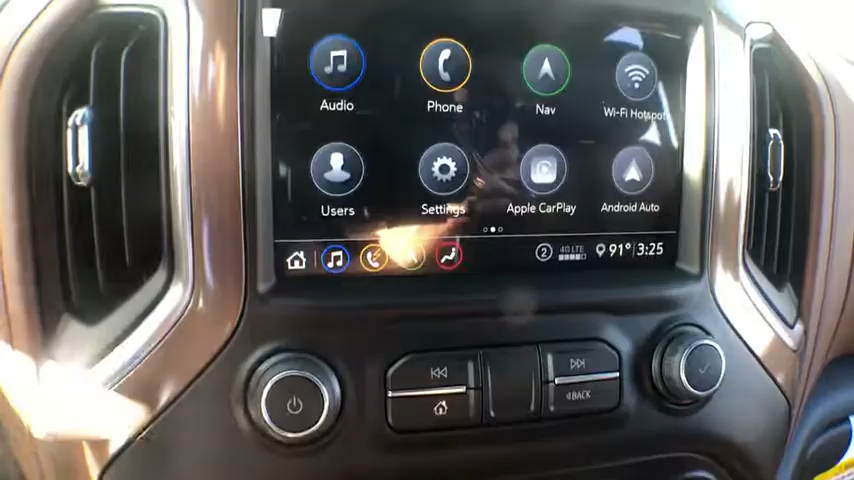 Audio Phone Nav Wi-Fi Hotspot
Users Settings Apple CarPlay Android Auto
2 4G LTE 91° 3:25
BACK